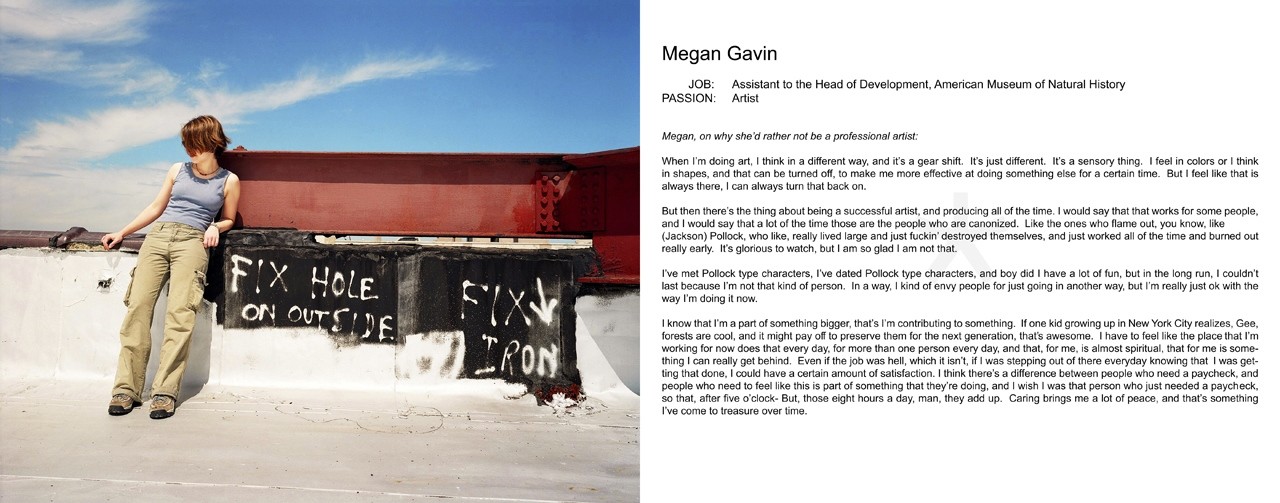 FIX HOLE
ON OUTSIDE
FIX↓
IRON
Megan Gavin
JOB: Assistant to the Head of Development, American Museum of Natural History
PASSION: Artist
Megan, on why she'd rather not be a professional artist:
When I'm doing art, I think in a different way, and it's a gear shift. It's just different. It's a sensory thing. I feel in colors or I think
in shapes, and that can be turned off, to make me more effective at doing something else for a certain time. But I feel like that is
always there, I can always turn that back on.
But then there's the thing about being a successful artist, and producing all of the time. I would say that that works for some people,
and I would say that a lot of the time those are the people who are canonized. Like the ones who flame out, you know, like
(Jackson) Pollock, who like, really lived large and just fuckin' destroyed themselves, and just worked all of the time and burned out
really early. It's glorious to watch, but I am so glad I am not that.
I've met Pollock type characters, I've dated Pollock type characters, and boy did I have a lot of fun, but in the long run, I couldn't
last because I'm not that kind of person. In a way, I kind of envy people for just going in another way, but I'm really just ok with the
way I'm doing it now.
I know that I'm a part of something bigger, that's I'm contributing to something. If one kid growing up in New York City realizes, Gee,
forests are cool, and it might pay off to preserve them for the next generation, that's awesome. I have to feel like the place that I'm
working for now does that every day, for more than one person every day, and that, for me, is almost spiritual, that for me is some-
thing I can really get behind. Even if the job was hell, which it isn't, if I was stepping out of there everyday knowing that I was get-
ting that done, I could have a certain amount of satisfaction. I think there's a difference between people who need a paycheck, and
people who need to feel like this is part of something that they're doing, and I wish I was that person who just needed a paycheck,
so that, after five o'clock- But, those eight hours a day, man, they add up. Caring brings me a lot of peace, and that's something
I've come to treasure over time.